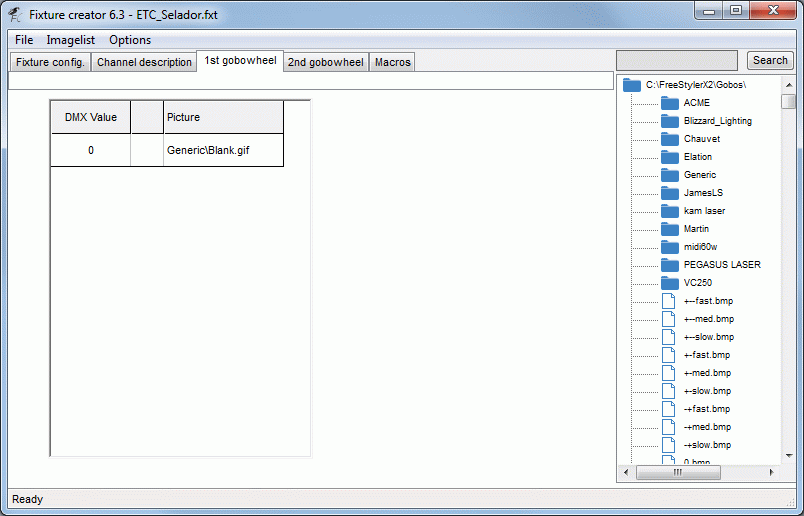 Fixture creator 6.3 - ETC_Selador.fxt
File Imagelist Options
Fixture config. Channel description 1st gobowheel 2nd gobowheel Macros Search
DMX Value Picture
0 Generic\Blank.gif
C:\FreeStylerX2\Gobos\
ACME
Blizzard_Lighting
Chauvet
Elation
Generic
JamesLS
kam laser
Martin
midi60w
PEGASUS LASER
VC250
+--fast.bmp
+--med.bmp
+--slow.bmp
+-fast.bmp
+-med.bmp
+-slow.bmp
-+fast.bmp
-+med.bmp
-+slow.bmp
0.bmp
Ready